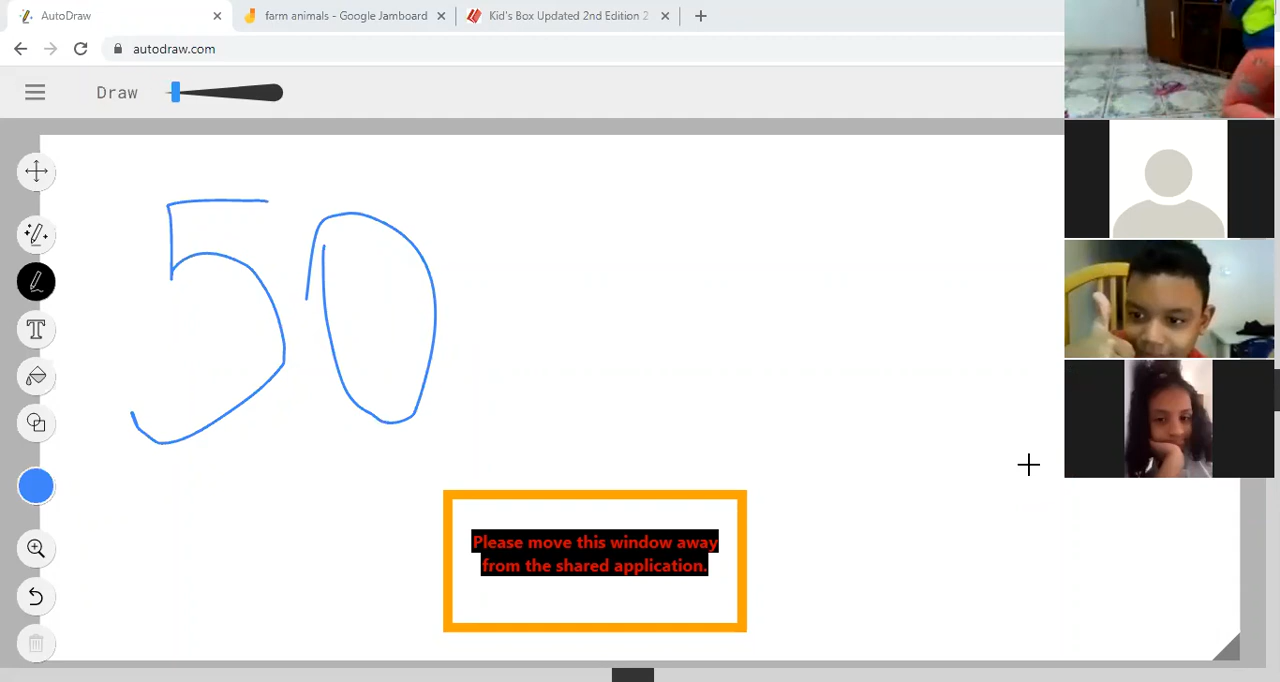 AutoDraw
farm animals - Google Jamboard
Kid's Box Updated 2nd Edition 2
autodraw.com
Draw
50
T
Please move this window away
from the shared application.